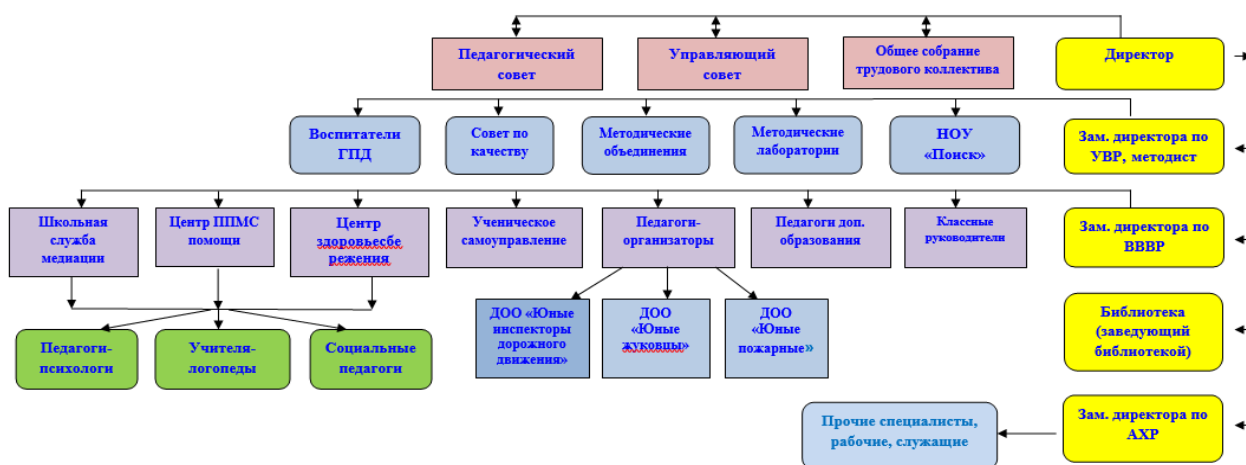 Педагогический
совет
Управляющий
совет
Общее собрание
трудового коллектива
Директор
Воспитатели
ГПД
Совет по
качеству
Методические
объединения
Методические
лаборатории
НОУ
«Поиск»
Зам. директора по
УВР, методист
Школьная
служба
медиации
Центр ППМС
помощи
Центр
здоровьесбе
режения
Ученическое
самоуправление
Педагоги-
организаторы
Педагоги доп.
образования
Классные
руководители
Зам. директора по
ВВВР
ДОО «Юные
инспекторы
дорожного
движения»
ДОО
«Юные
жуковцы»
ДОО
«Юные
пожарные»
Библиотека
(заведующий
библиотекой)
Педагоги-
психологи
Учителя-
логопеды
Социальные
педагоги
Прочие специалисты,
рабочие, служащие
Зам. директора по
АХР